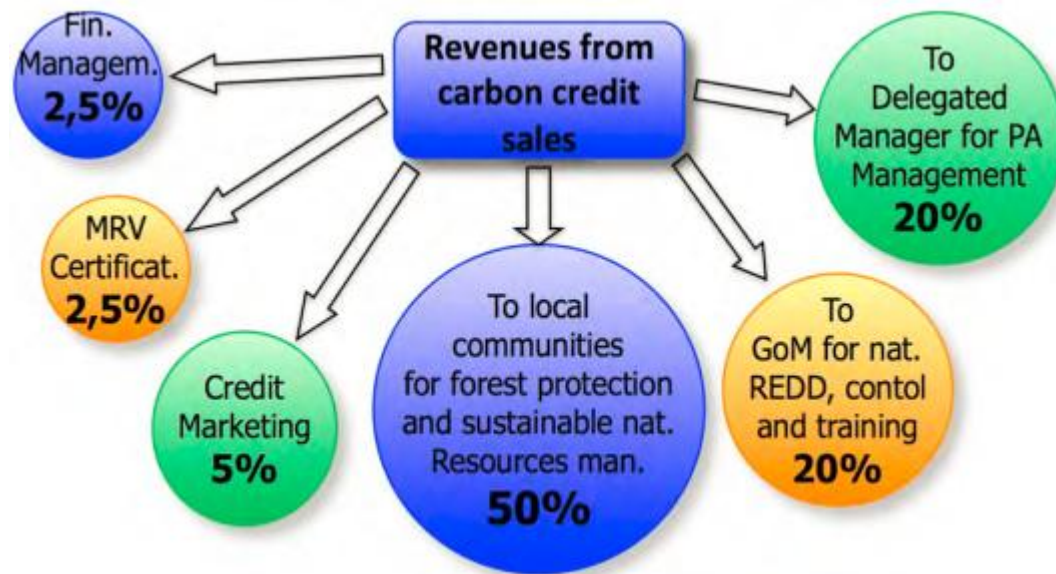 Revenues from
carbon credit
sales
Fin.
Managem.
2,5%
MRV
Certificat.
2,5%
Credit
Marketing
5%
To local
communities
for forest protection
and sustainable nat.
Resources man.
50%
To
GoM for nat.
REDD, contol
and training
20%
To
Delegated
Manager for PA
Management
20%